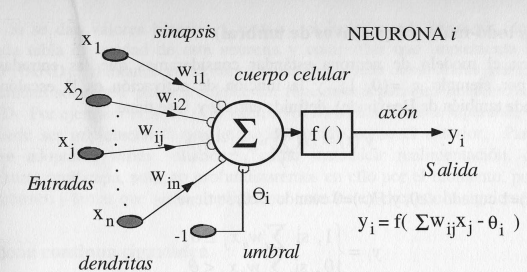 sinapsis
NEURONA i
x1
wi1
cuerpo celular
x2
wi2
axón
xj
wij
Σ
f ( )
yi
Entradas
win
Salida
θi
xn
-1
yi = f( Σwijxj - θi )
umbral
dendritas